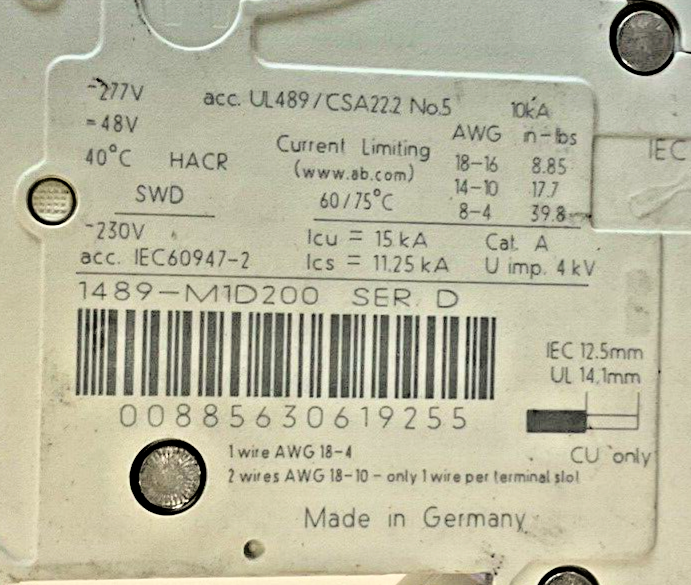 ~277V acc. UL489/CSA22.2 No.5 10kA
=48V AWG in-lbs
40°C HACR Current Limiting 18-16 8.85
(www.ab.com) 14-10 17.7
SWD 60/75°C 8-4 39.8
~230V Icu = 15 kA Cat. A
acc. IEC60947-2 Ics = 11.25 kA U imp. 4 kV
IEC
1489-M1D200 SER. D
IEC 12.5mm
UL 14.1mm
00885630619255
1 wire AWG 18-4 CU only
2 wires AWG 18-10 - only 1 wire per terminal slot
Made in Germany